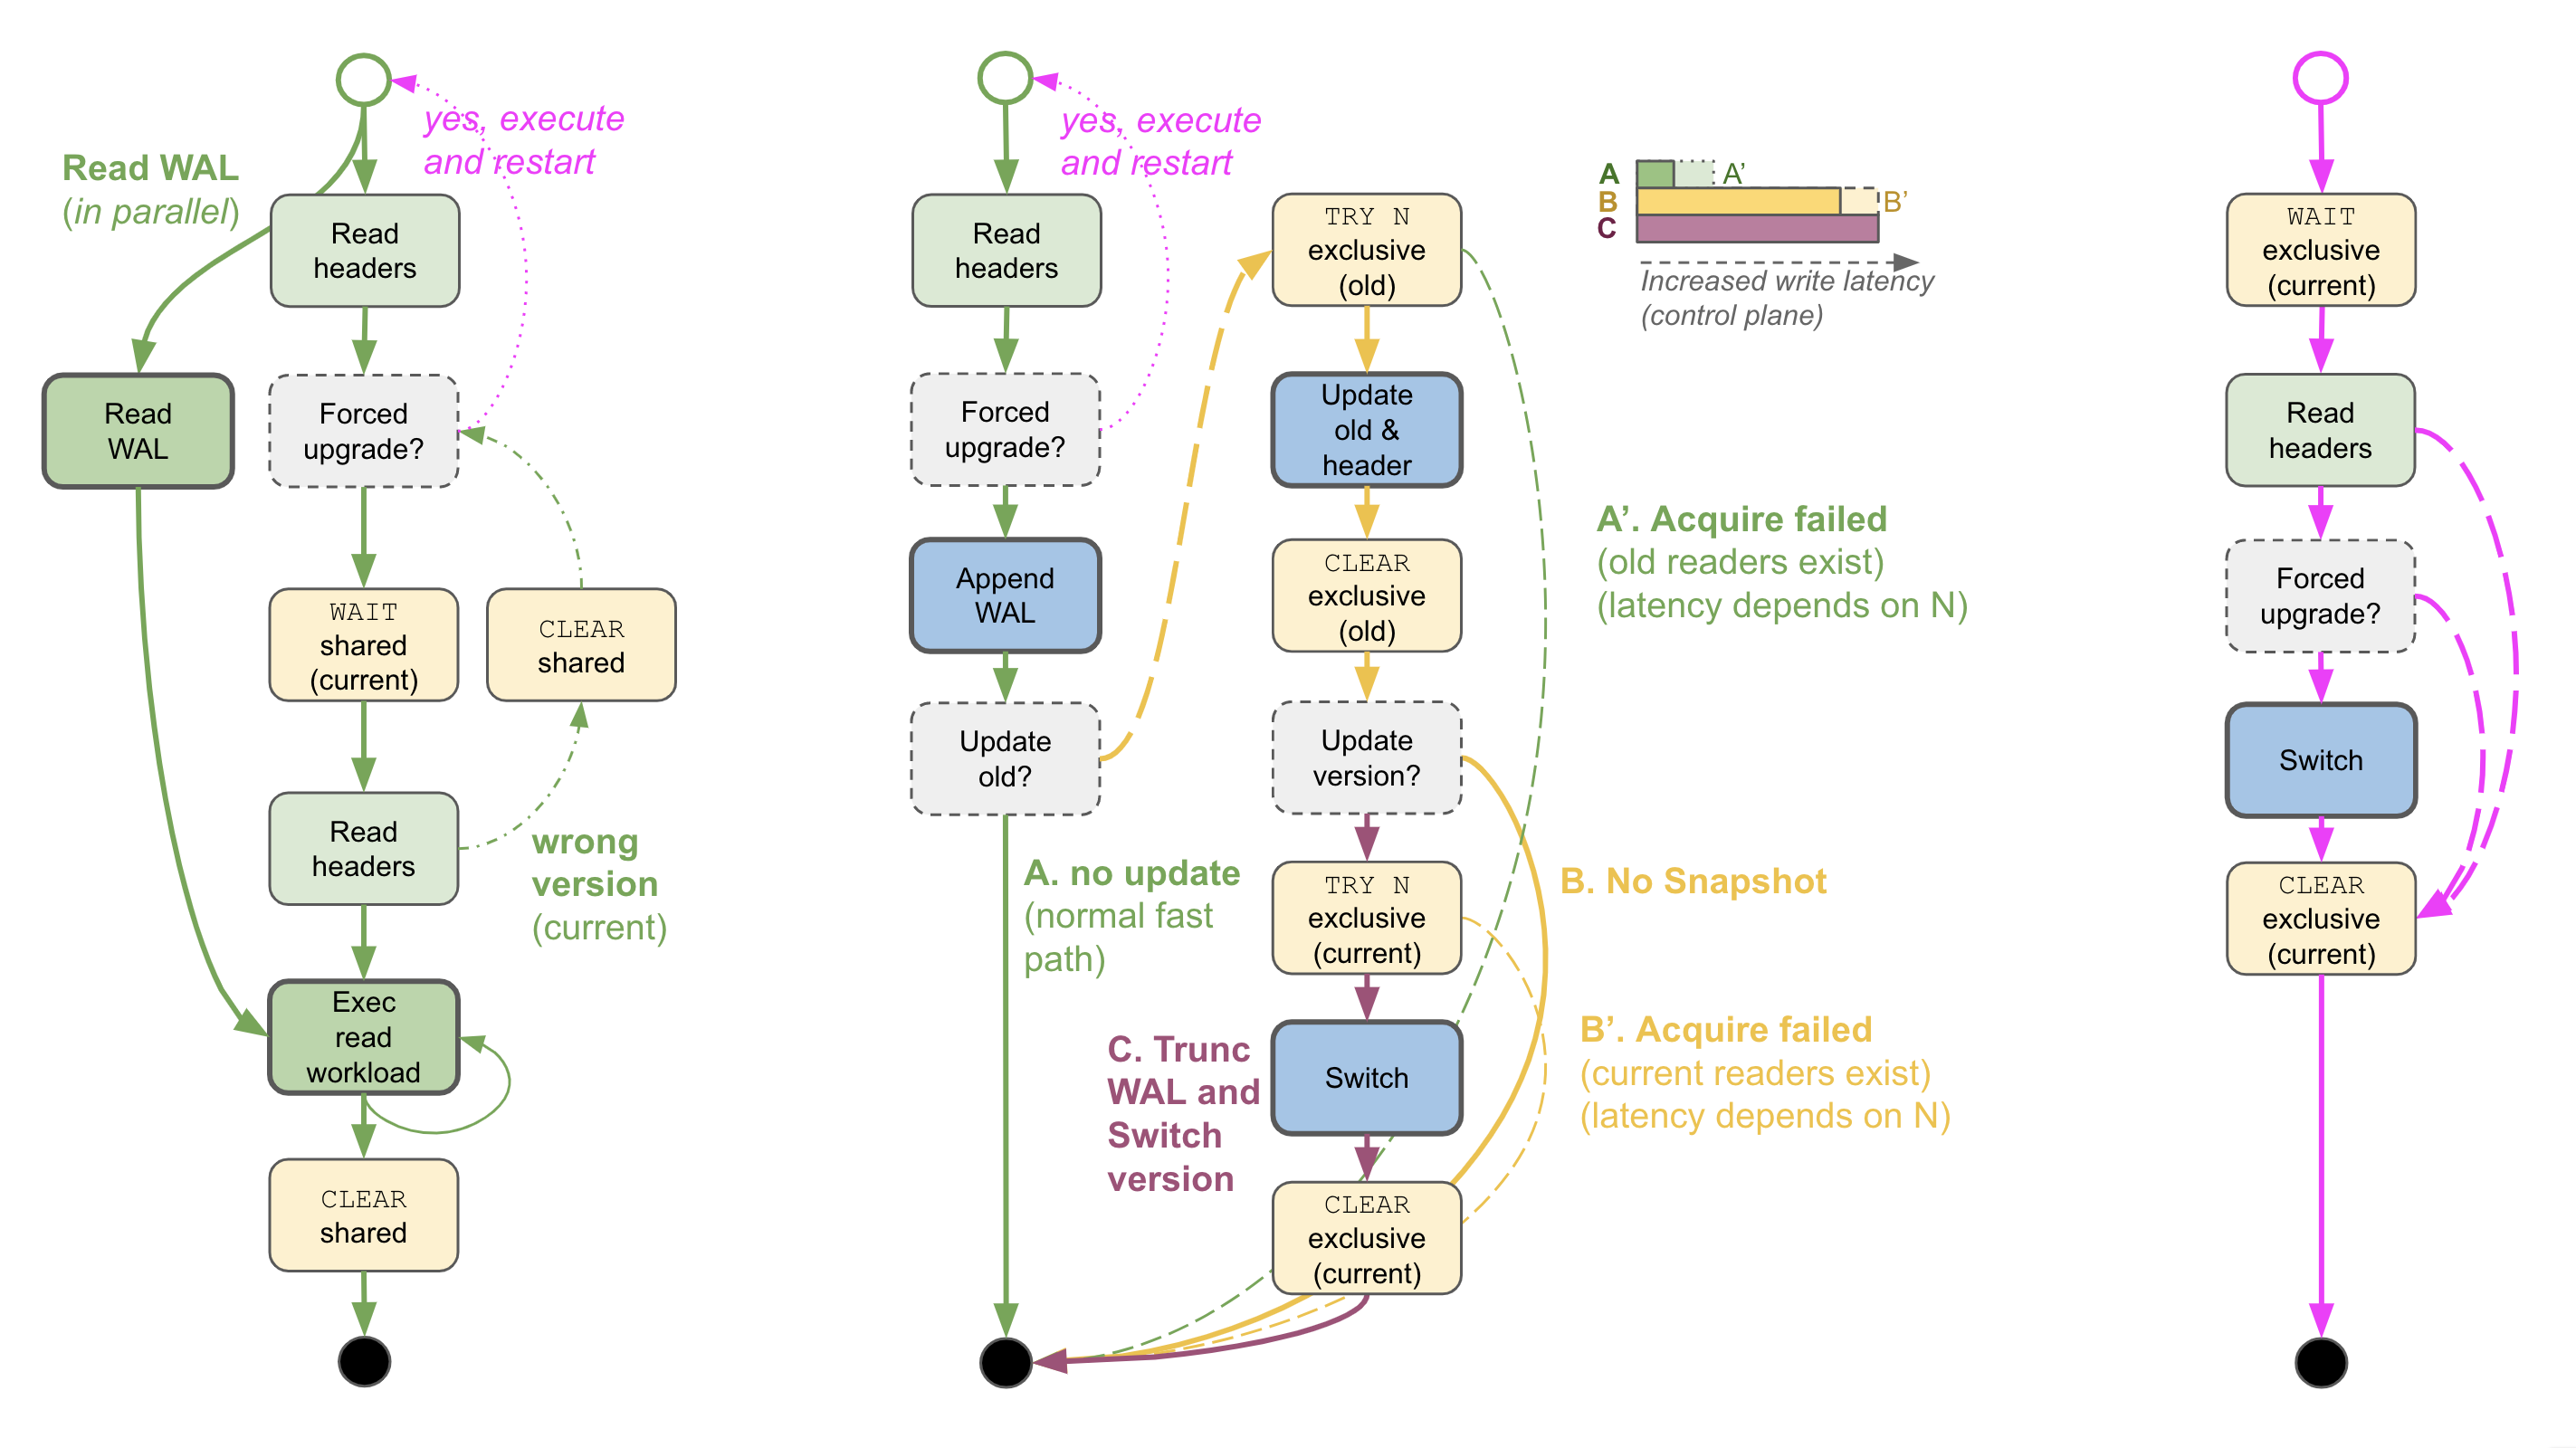 yes, execute
and restart
Read WAL
(in parallel)
Read
headers
Read
WAL
Forced
upgrade?
WAIT
shared
(current)
CLEAR
shared
Read
headers
wrong
version
(current)
Exec
read
workload
CLEAR
shared
yes, execute
and restart
Read
headers
Forced
upgrade?
Append
WAL
Update
old?
A. no update
(normal fast
path)
TRY N
exclusive
(old)
Update
old &
header
CLEAR
exclusive
(old)
Update
version?
TRY N
exclusive
(current)
C. Trunc
WAL and
Switch
version
Switch
CLEAR
exclusive
(current)
A A’
B B’
C
Increased write latency
(control plane)
A’. Acquire failed
(old readers exist)
(latency depends on N)
B. No Snapshot
B’. Acquire failed
(current readers exist)
(latency depends on N)
WAIT
exclusive
(current)
Read
headers
Forced
upgrade?
Switch
CLEAR
exclusive
(current)